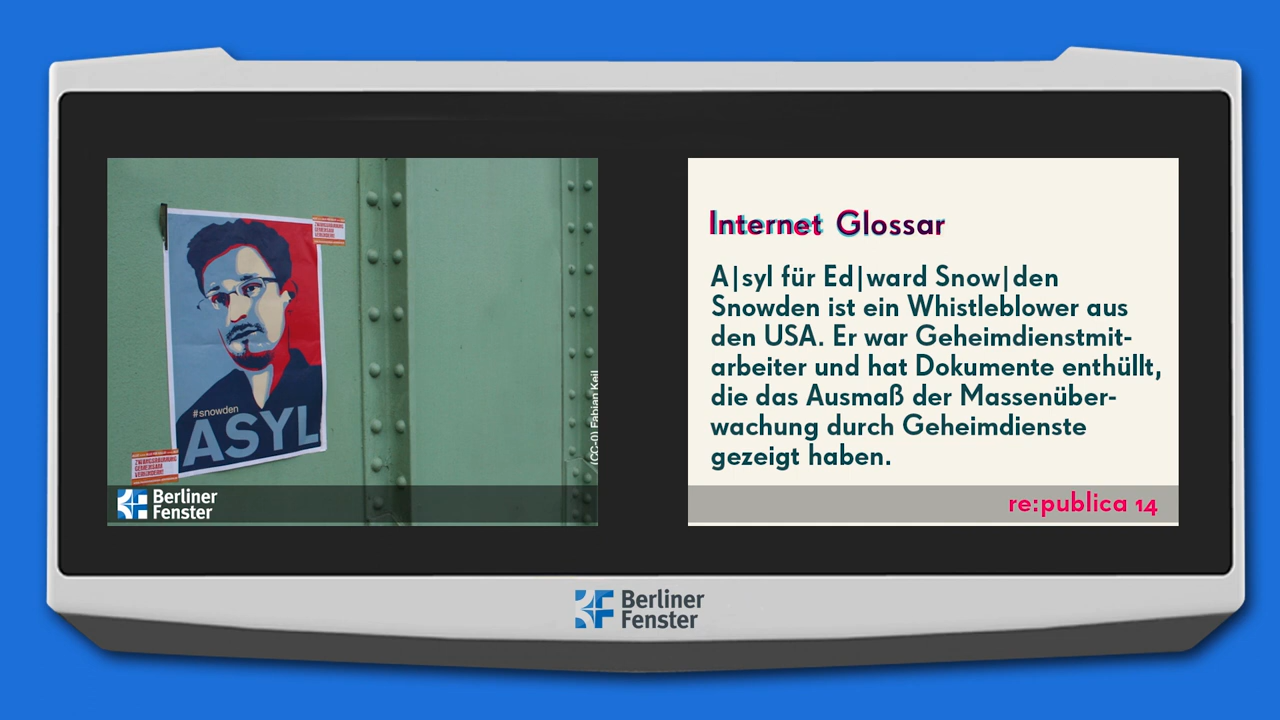 #snowden
ASYL
(CC-0) Fabian Keil
Berliner
Fenster
Internet Glossar
A|syl für Ed|ward Snow|den
Snowden ist ein Whistleblower aus
den USA. Er war Geheimdienstmit-
arbeiter und hat Dokumente enthüllt,
die das Ausmaß der Massenüber-
wachung durch Geheimdienste
gezeigt haben.
re:publica 14
Berliner
Fenster